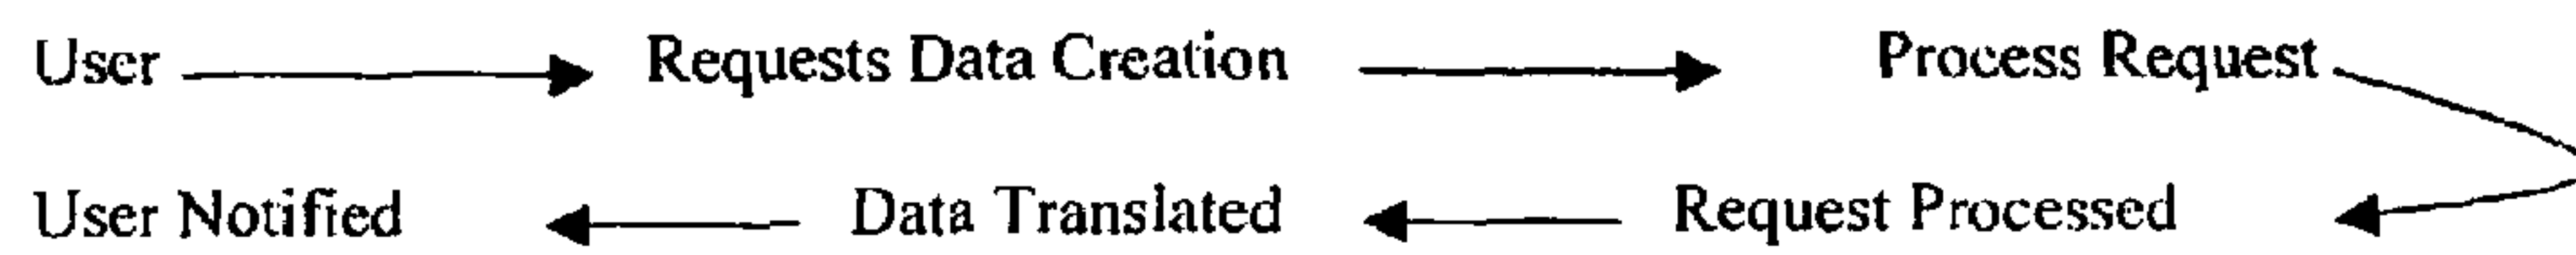 User Requests Data Creation Process Request
User Notified Data Translated Request Processed